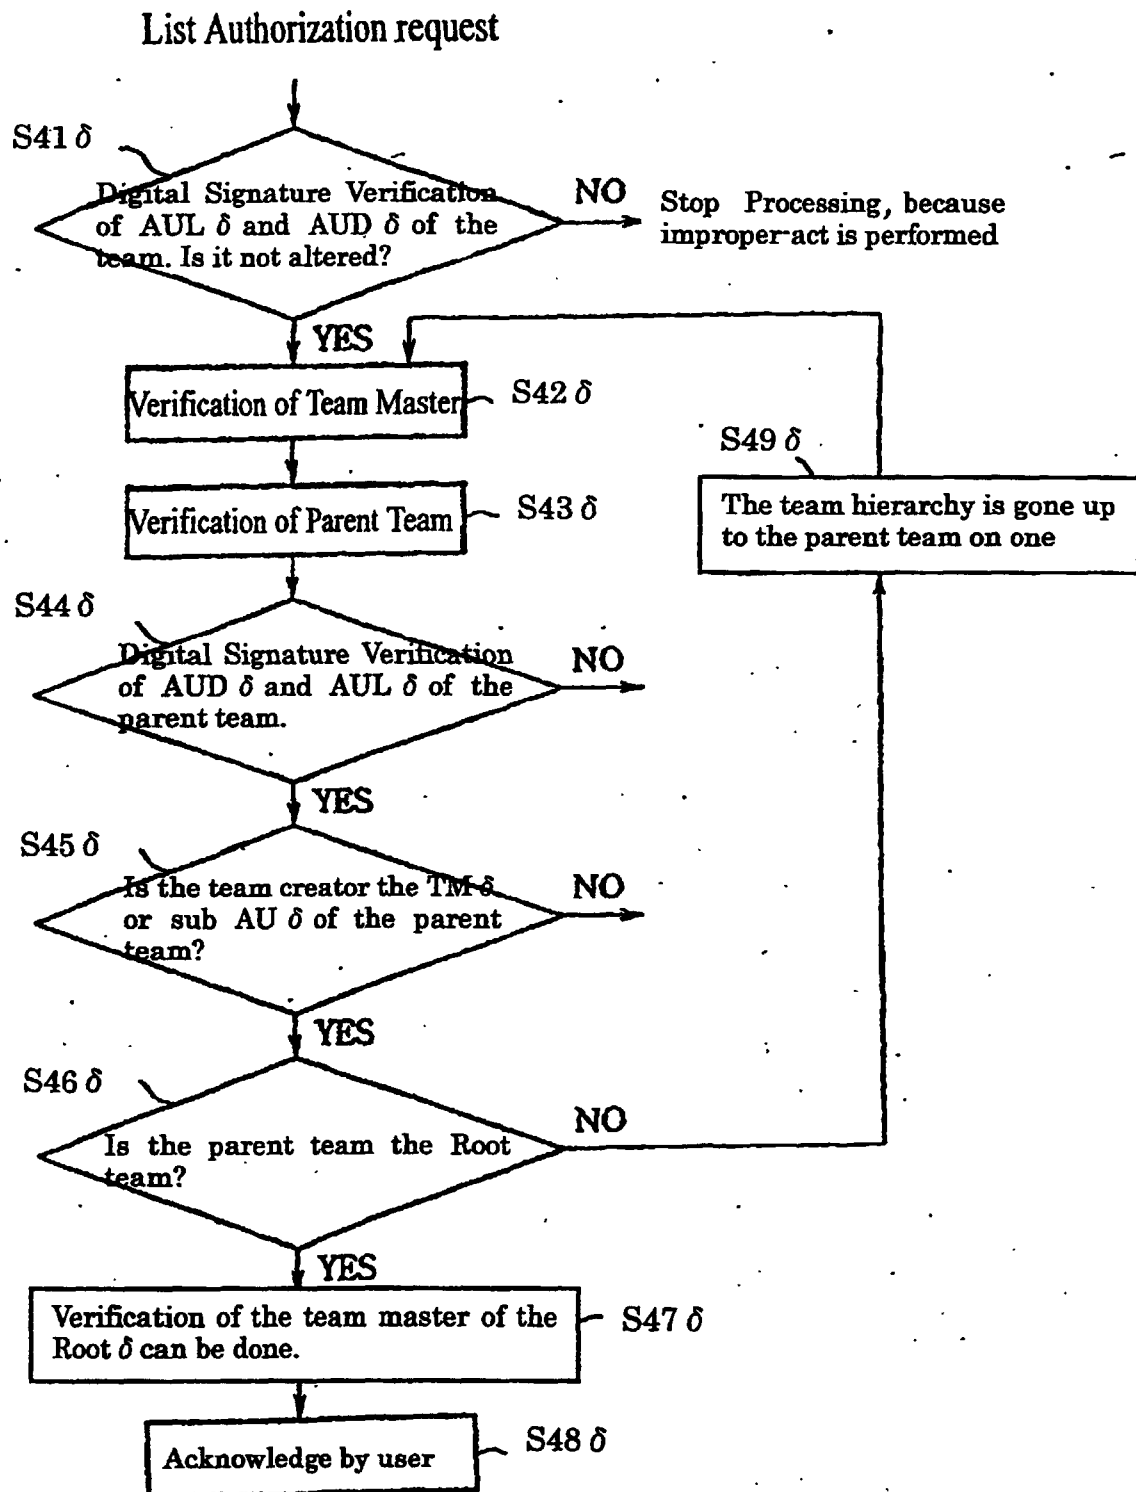 List Authorization request
S41 δ
Digital Signature Verification
of AUL δ and AUD δ of the
team. Is it not altered?
NO
Stop Processing, because
improper-act is performed
YES
Verification of Team Master
S42 δ
S49 δ
The team hierarchy is gone up
to the parent team on one
Verification of Parent Team
S43 δ
S44 δ
Digital Signature Verification
of AUD δ and AUL δ of the
parent team.
NO
YES
S45 δ
Is the team creator the TM δ
or sub AU δ of the parent
team?
NO
YES
S46 δ
Is the parent team the Root
team?
NO
YES
Verification of the team master of the
Root δ can be done.
S47 δ
Acknowledge by user
S48 δ